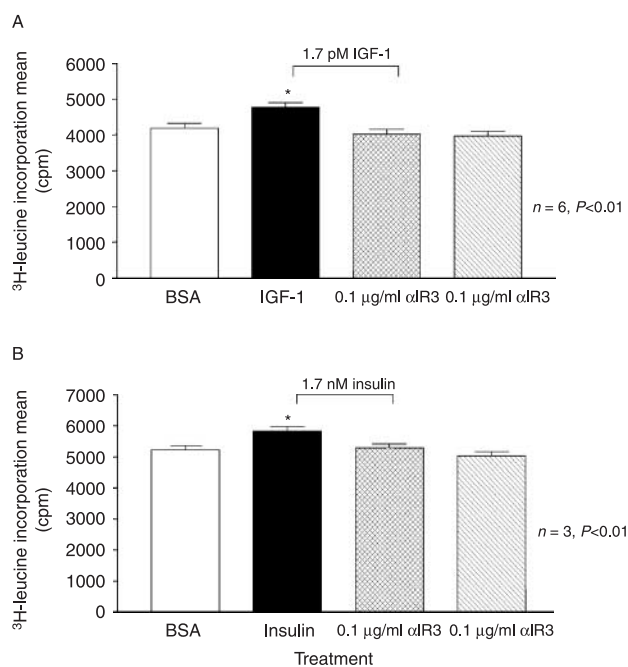 A
1.7 pM IGF-1
³H-leucine incorporation mean
(cpm)
6000
5000
4000
3000
2000
1000
0
*
n = 6, P<0.01
BSA
IGF-1
0.1 µg/ml αIR3
0.1 µg/ml αIR3
B
1.7 nM insulin
³H-leucine incorporation mean
(cpm)
7000
6000
5000
4000
3000
2000
1000
0
*
n = 3, P<0.01
BSA
Insulin
0.1 µg/ml αIR3
0.1 µg/ml αIR3
Treatment